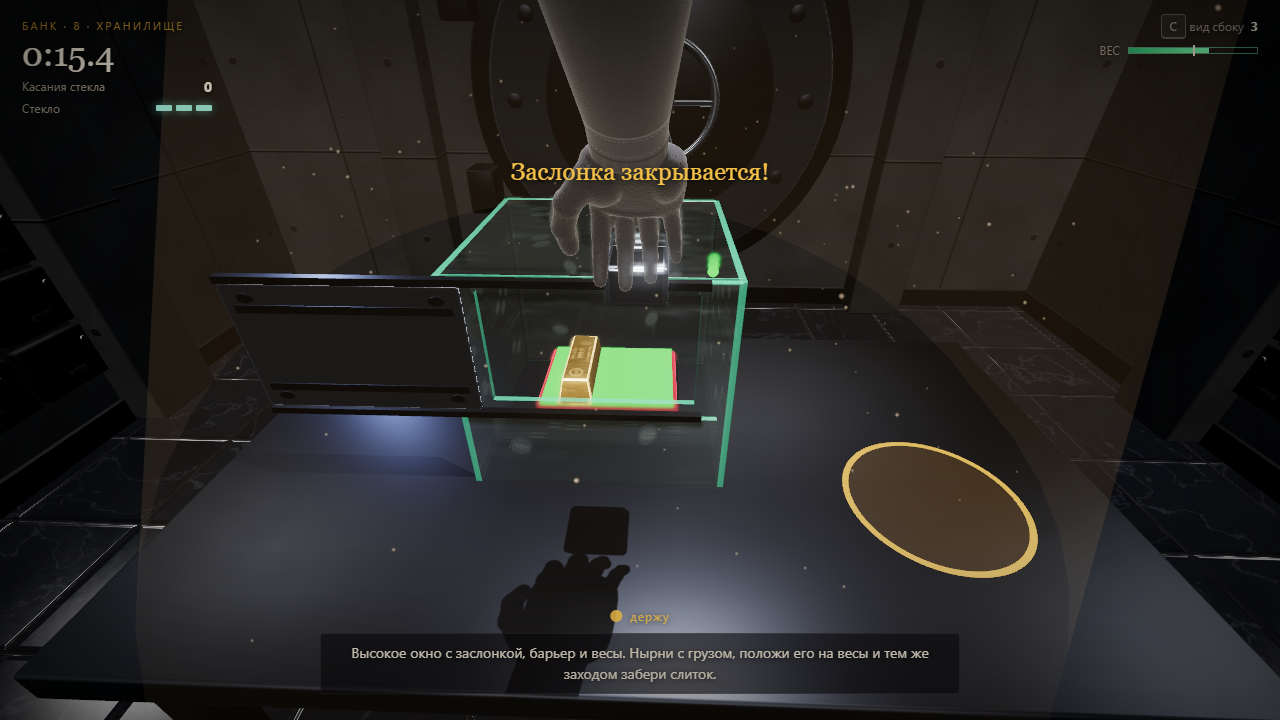 БАНК · 8 · ХРАНИЛИЩЕ
0:15.4
Касания стекла 0
Стекло
C вид сбоку 3
ВЕС
Заслонка закрывается!
держу
Высокое окно с заслонкой, барьер и весы. Нырни с грузом, положи его на весы и тем же
заходом забери слиток.